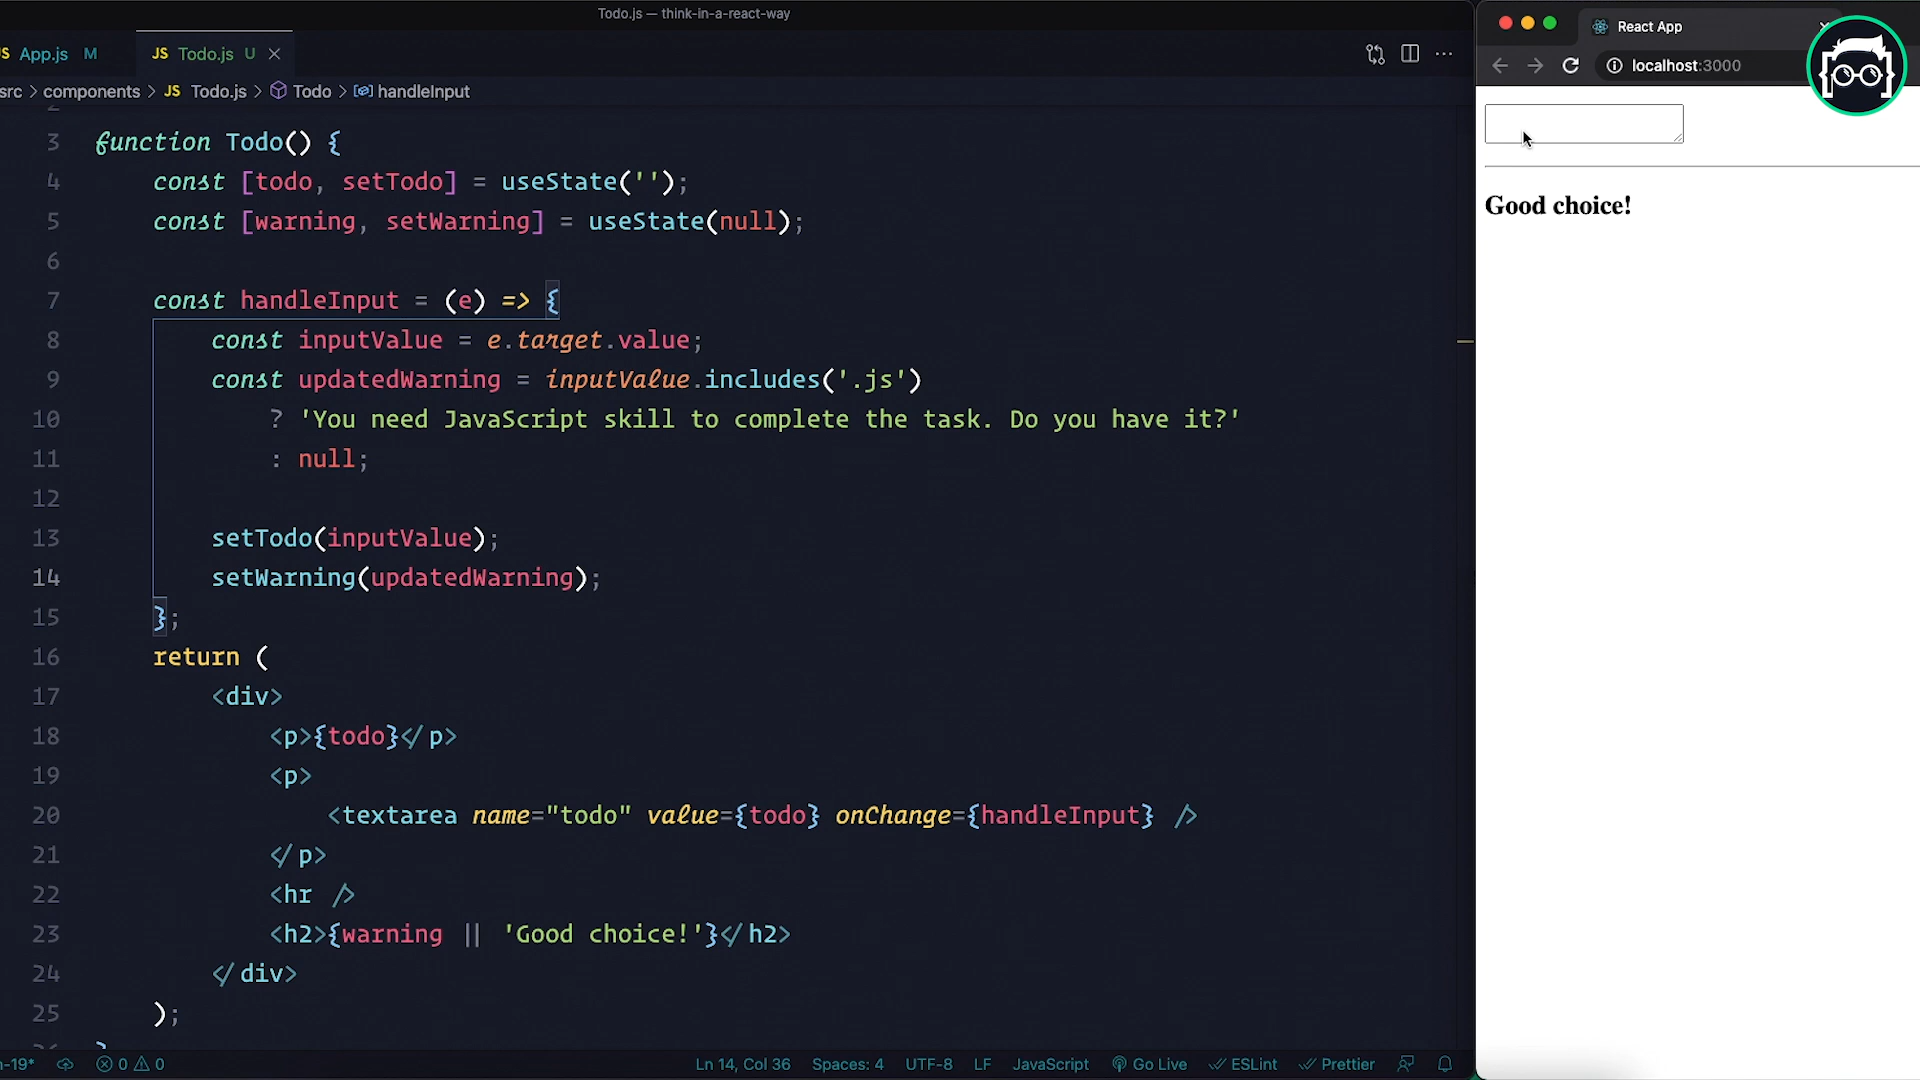 Todo.js — think-in-a-react-way
JS App.js M
JS Todo.js U
src > components > JS Todo.js > Todo > handleInput
3 function Todo() {
4 const [todo, setTodo] = useState('');
5 const [warning, setWarning] = useState(null);
6
7 const handleInput = (e) => {
8 const inputValue = e.target.value;
9 const updatedWarning = inputValue.includes('.js')
10 ? 'You need JavaScript skill to complete the task. Do you have it?'
11 : null;
12
13 setTodo(inputValue);
14 setWarning(updatedWarning);
15 };
16 return (
17 <div>
18 <p>{todo}</p>
19 <p>
20 <textarea name="todo" value={todo} onChange={handleInput} />
21 </p>
22 <hr />
23 <h2>{warning || 'Good choice!'}</h2>
24 </div>
25 );
-19* 0 0 Ln 14, Col 36 Spaces: 4 UTF-8 LF JavaScript Go Live ESLint Prettier
React App
localhost:3000
Good choice!